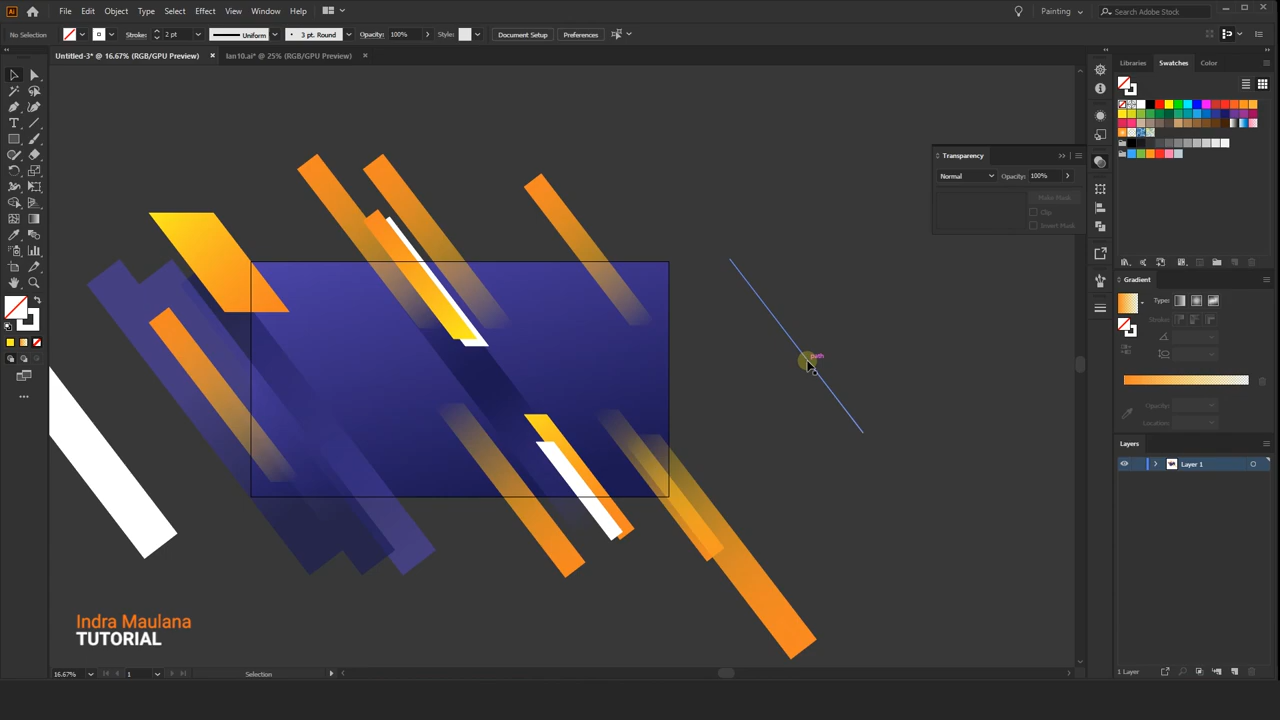 Ai File Edit Object Type Select Effect View Window Help Painting Search Adobe Stock
No Selection Stroke: 2 pt Uniform 3 pt. Round Opacity: 100% Style: Document Setup Preferences
Untitled-3* @ 16.67% (RGB/GPU Preview) × Ian10.ai* @ 25% (RGB/GPU Preview) ×
Libraries Swatches Color
Transparency
Normal Opacity: 100%
Make Mask
Clip
Invert Mask
Gradient
Type:
Stroke:
path
Opacity:
Location:
Layers
Layer 1
Indra Maulana
TUTORIAL
16.67% 1 Selection 1 Layer